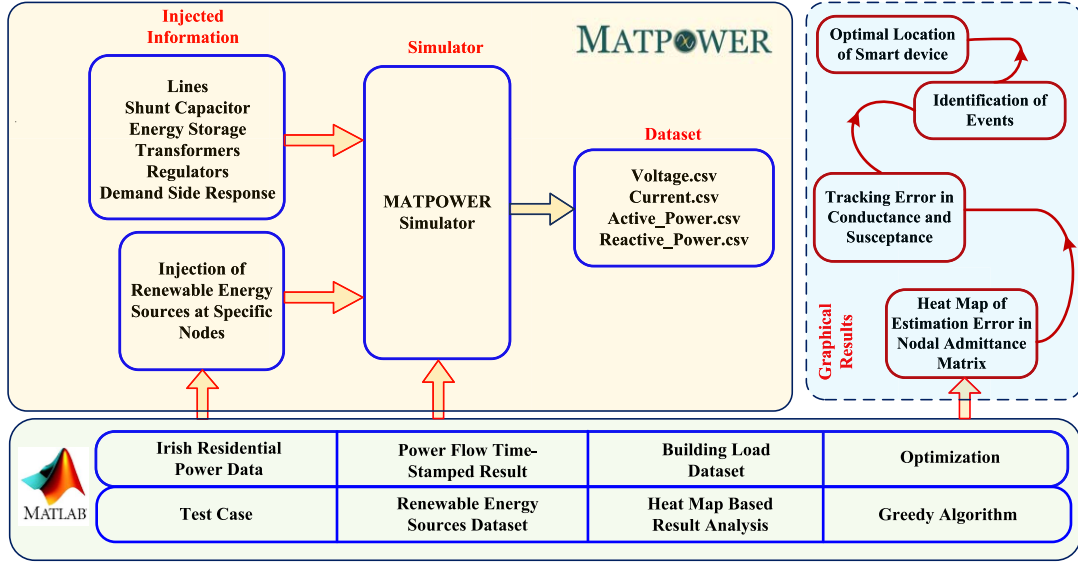 Injected
Information
Lines
Shunt Capacitor
Energy Storage
Transformers
Regulators
Demand Side Response
Injection of
Renewable Energy
Sources at Specific
Nodes
Simulator
MATPOWER
Simulator
MATPOWER
Dataset
Voltage.csv
Current.csv
Active_Power.csv
Reactive_Power.csv
Optimal Location
of Smart device
Identification of
Events
Tracking Error in
Conductance and
Susceptance
Heat Map of
Estimation Error in
Nodal Admittance
Matrix
Graphical
Results
MATLAB
Irish Residential
Power Data
Power Flow Time-
Stamped Result
Building Load
Dataset
Optimization
Test Case
Renewable Energy
Sources Dataset
Heat Map Based
Result Analysis
Greedy Algorithm